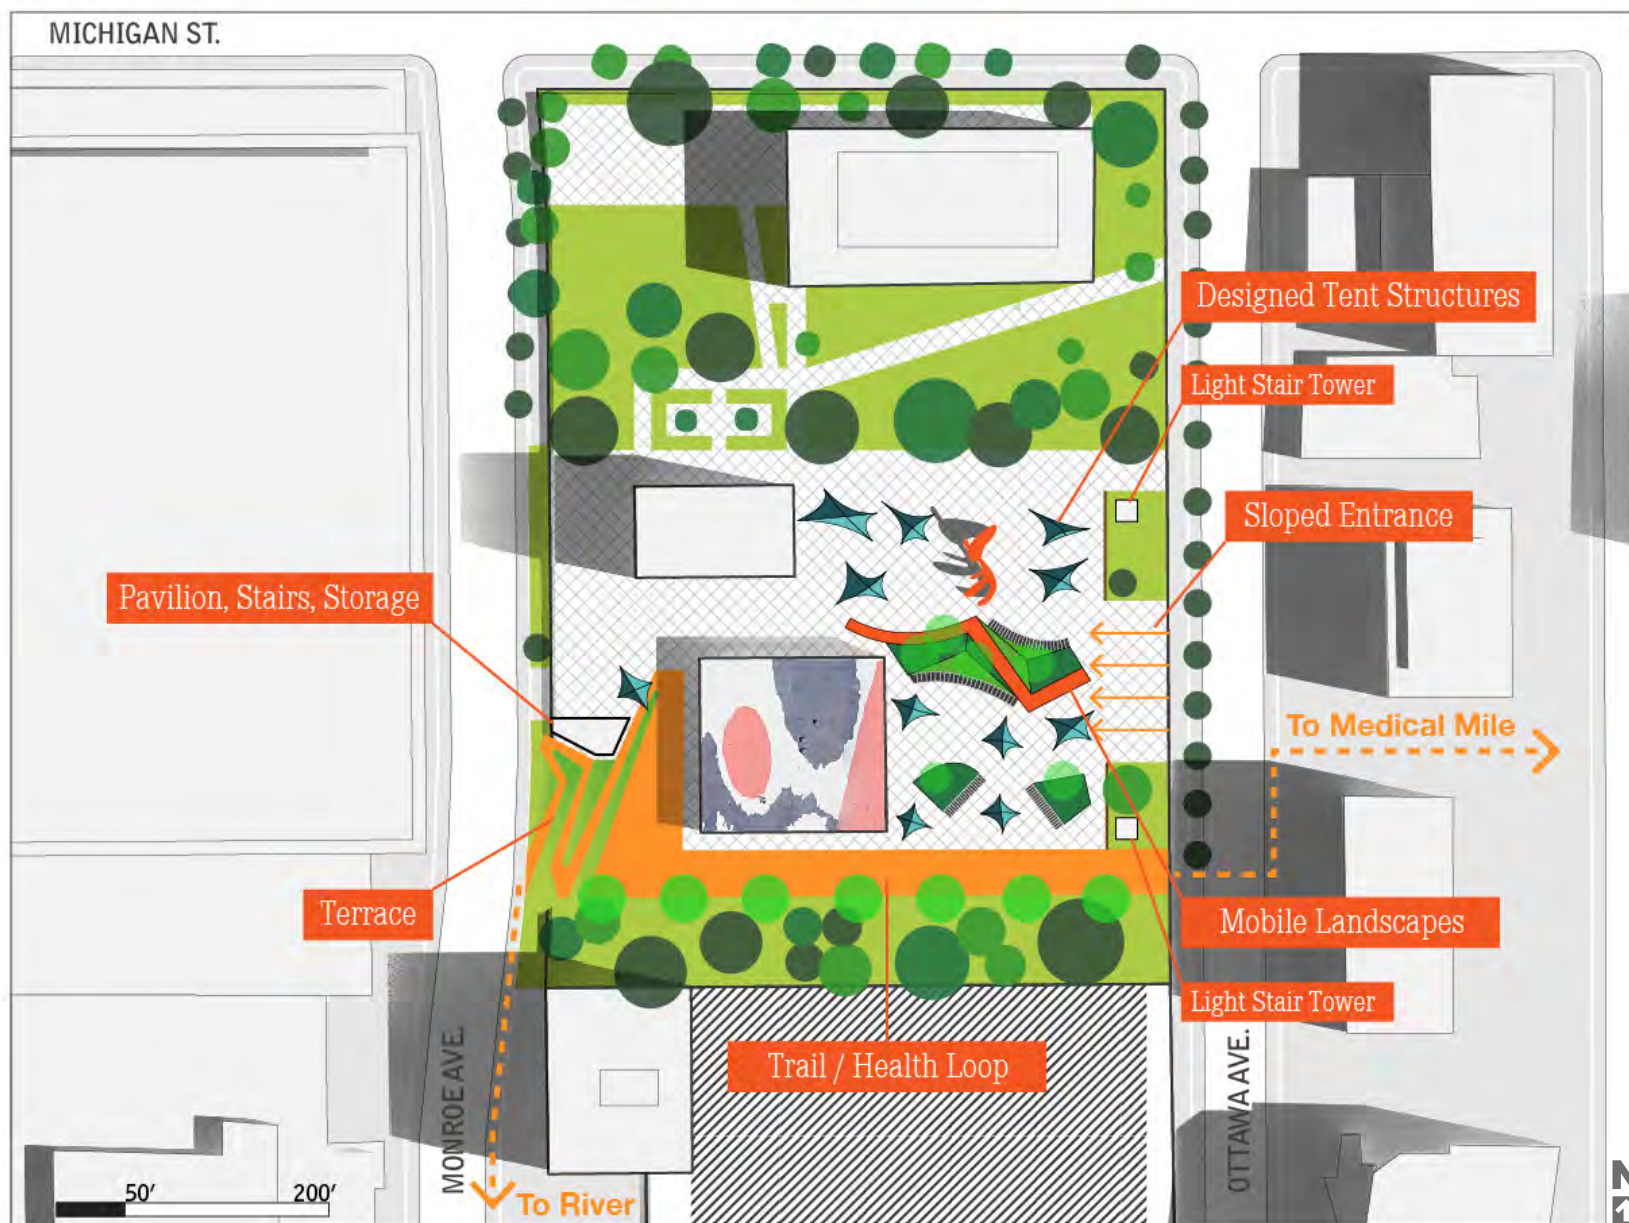 MICHIGAN ST.
Designed Tent Structures
Light Stair Tower
Sloped Entrance
Pavilion, Stairs, Storage
To Medical Mile
Terrace
Mobile Landscapes
Light Stair Tower
Trail / Health Loop
MONROE AVE.
OTTAWA AVE.
50' 200'
To River
N